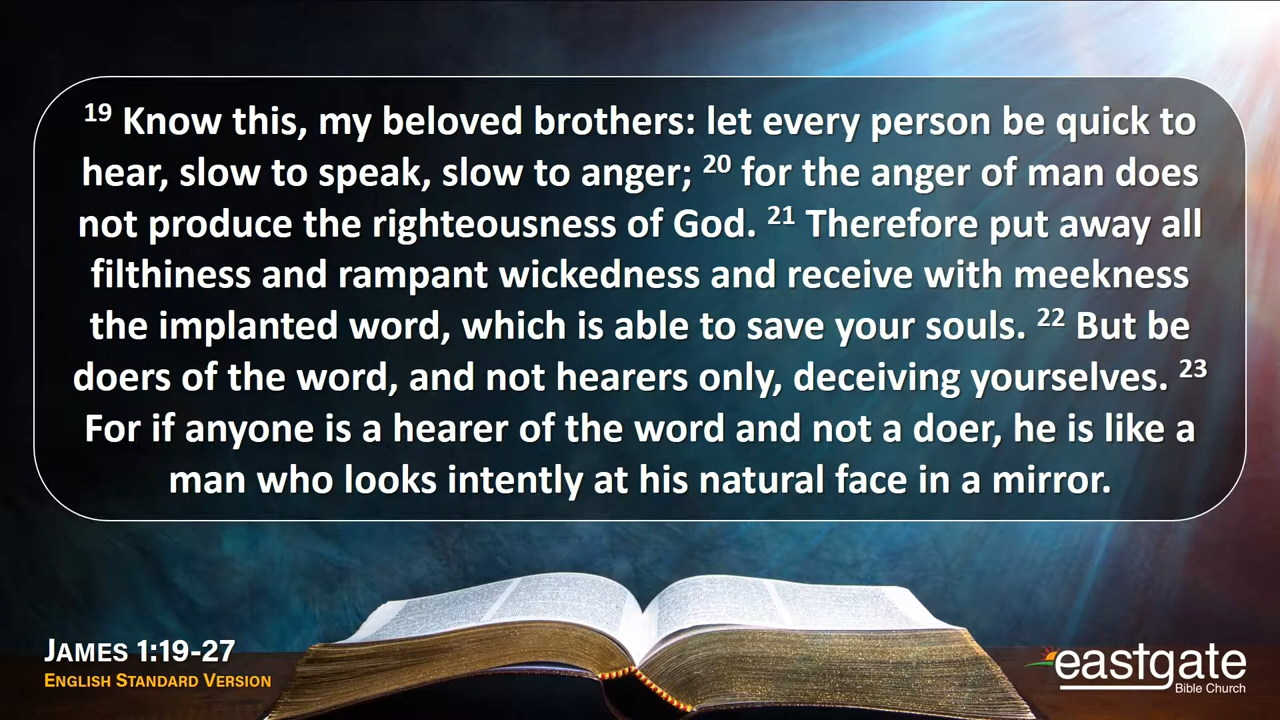 19 Know this, my beloved brothers: let every person be quick to
hear, slow to speak, slow to anger; 20 for the anger of man does
not produce the righteousness of God. 21 Therefore put away all
filthiness and rampant wickedness and receive with meekness
the implanted word, which is able to save your souls. 22 But be
doers of the word, and not hearers only, deceiving yourselves. 23
For if anyone is a hearer of the word and not a doer, he is like a
man who looks intently at his natural face in a mirror.
JAMES 1:19-27
ENGLISH STANDARD VERSION
eastgate
Bible Church